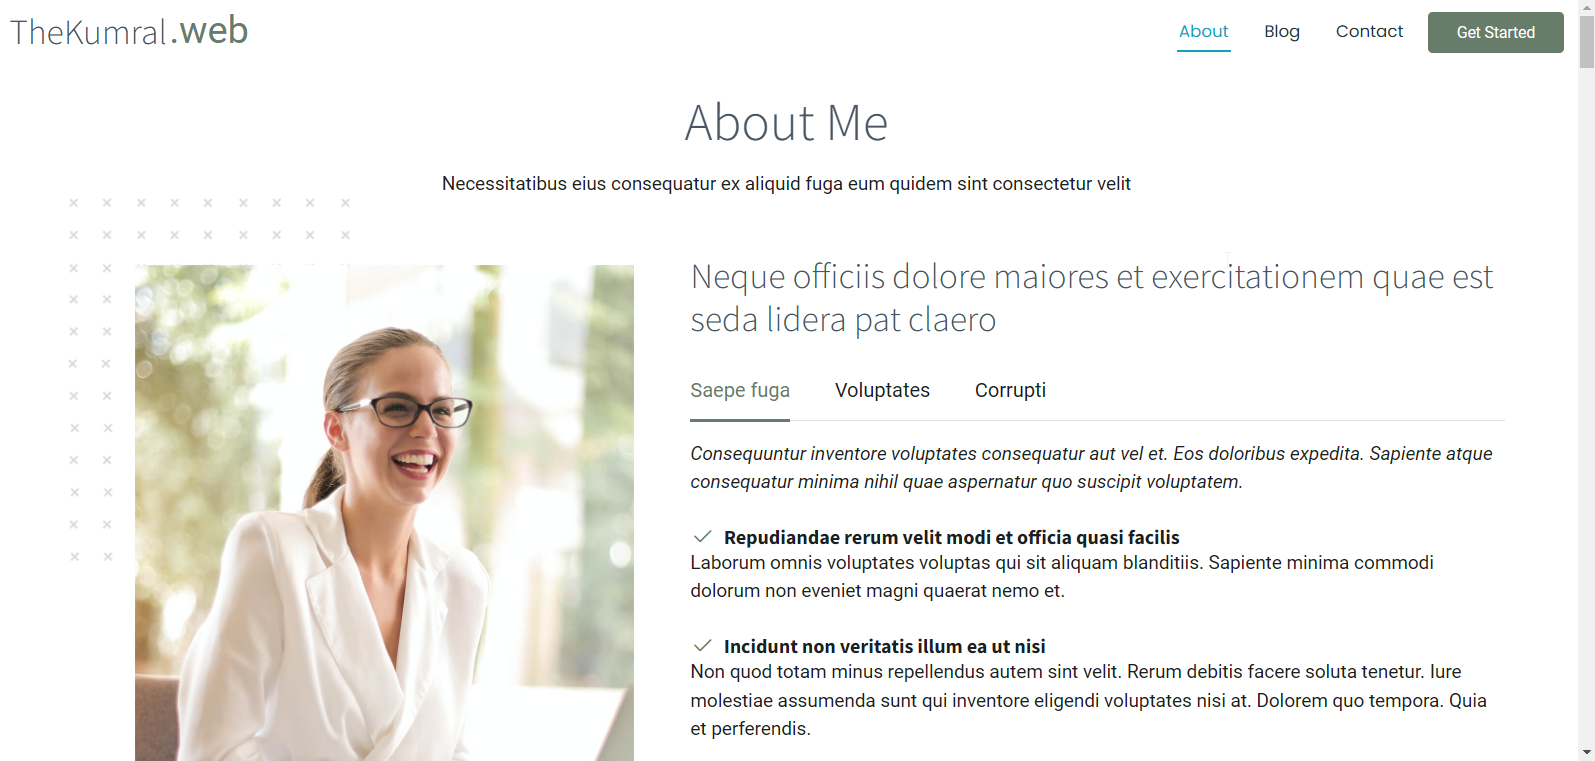 TheKumral.web
About
Blog
Contact
Get Started
About Me
Necessitatibus eius consequatur ex aliquid fuga eum quidem sint consectetur velit
Neque officiis dolore maiores et exercitationem quae est
seda lidera pat claero
Saepe fuga
Voluptates
Corrupti
Consequuntur inventore voluptates consequatur aut vel et. Eos doloribus expedita. Sapiente atque
consequatur minima nihil quae aspernatur quo suscipit voluptatem.
Repudiandae rerum velit modi et officia quasi facilis
Laborum omnis voluptates voluptas qui sit aliquam blanditiis. Sapiente minima commodi
dolorum non eveniet magni quaerat nemo et.
Incidunt non veritatis illum ea ut nisi
Non quod totam minus repellendus autem sint velit. Rerum debitis facere soluta tenetur. Iure
molestiae assumenda sunt qui inventore eligendi voluptates nisi at. Dolorem quo tempora. Quia
et perferendis.